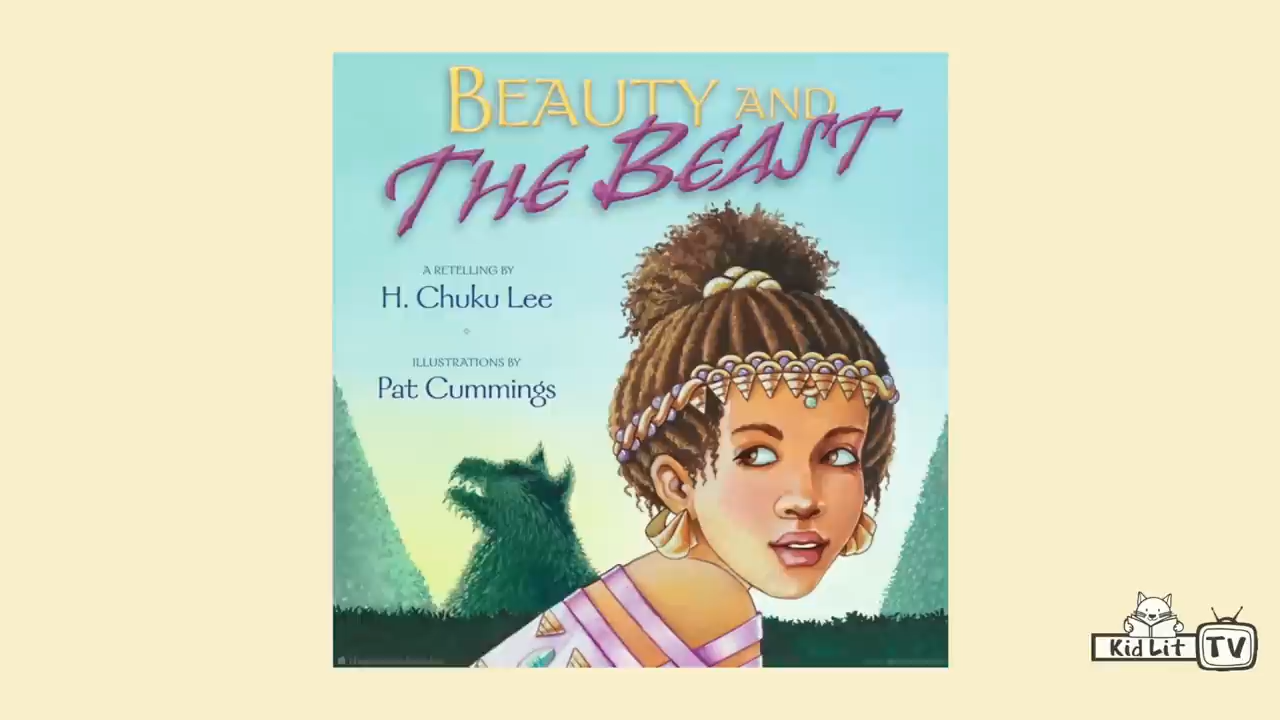 BEAUTY AND
THE BEAST
A RETELLING BY
H. Chuku Lee
ILLUSTRATIONS BY
Pat Cummings
Kid Lit TV